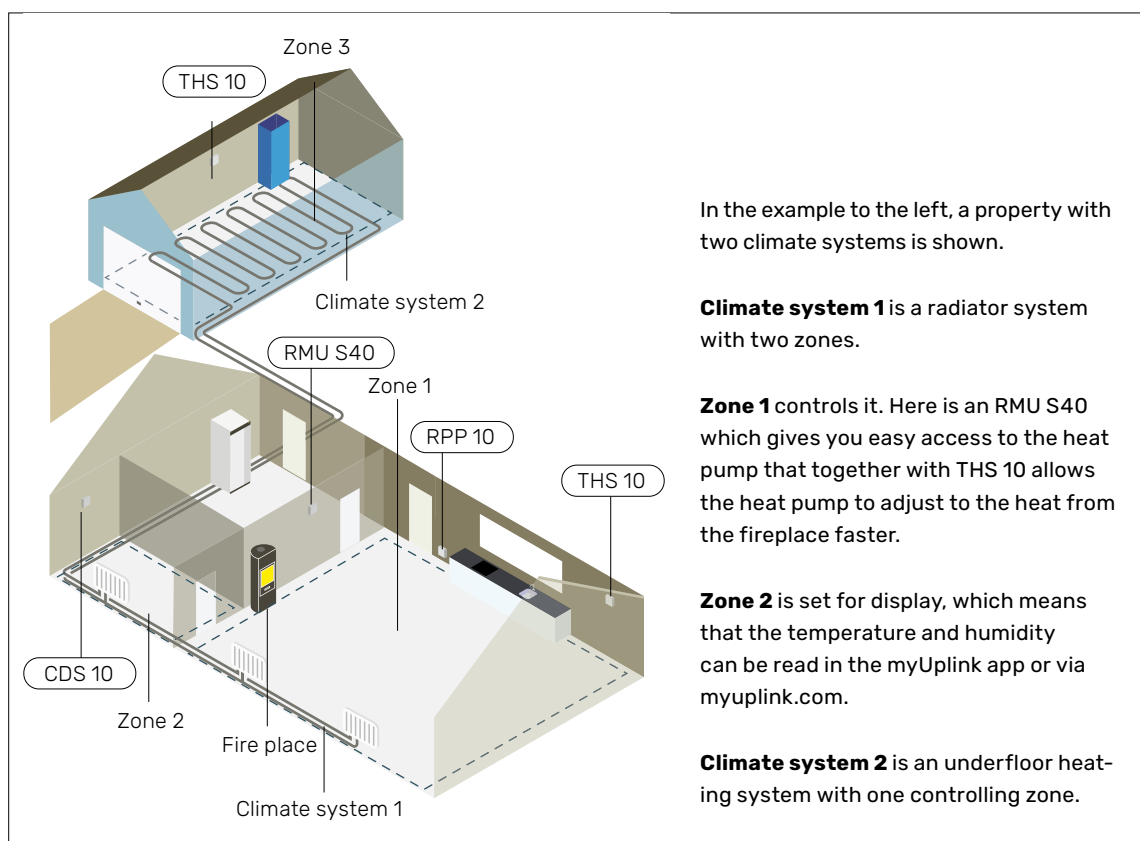 Zone 3
THS 10
Climate system 2
RMU S40
Zone 1
RPP 10
THS 10
CDS 10
Zone 2
Fire place
Climate system 1
In the example to the left, a property with
two climate systems is shown.
Climate system 1 is a radiator system
with two zones.
Zone 1 controls it. Here is an RMU S40
which gives you easy access to the heat
pump that together with THS 10 allows
the heat pump to adjust to the heat from
the fireplace faster.
Zone 2 is set for display, which means
that the temperature and humidity
can be read in the myUplink app or via
myuplink.com.
Climate system 2 is an underfloor heat-
ing system with one controlling zone.